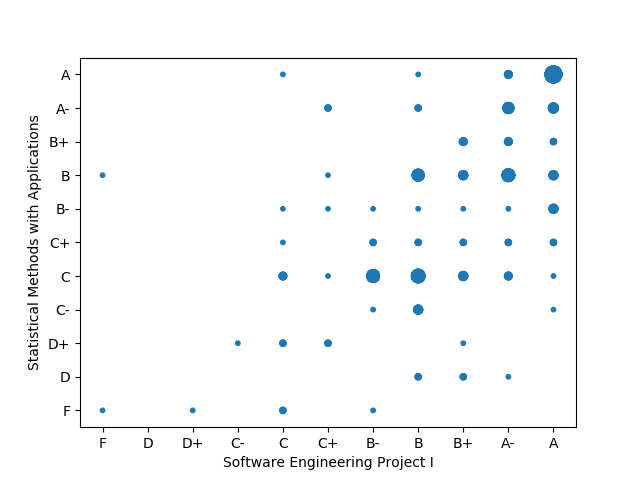 A
A-
B+
B
B-
C+
C
C-
D+
D
F
Statistical Methods with Applications
F D D+ C- C C+ B- B B+ A- A
Software Engineering Project I